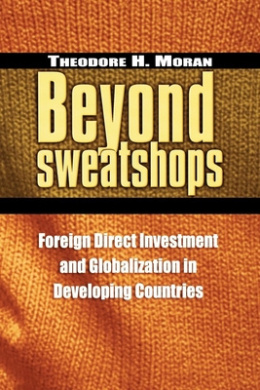 THEODORE H. MORAN
Beyond
sweatshops
Foreign Direct Investment
and Globalization in
Developing Countries